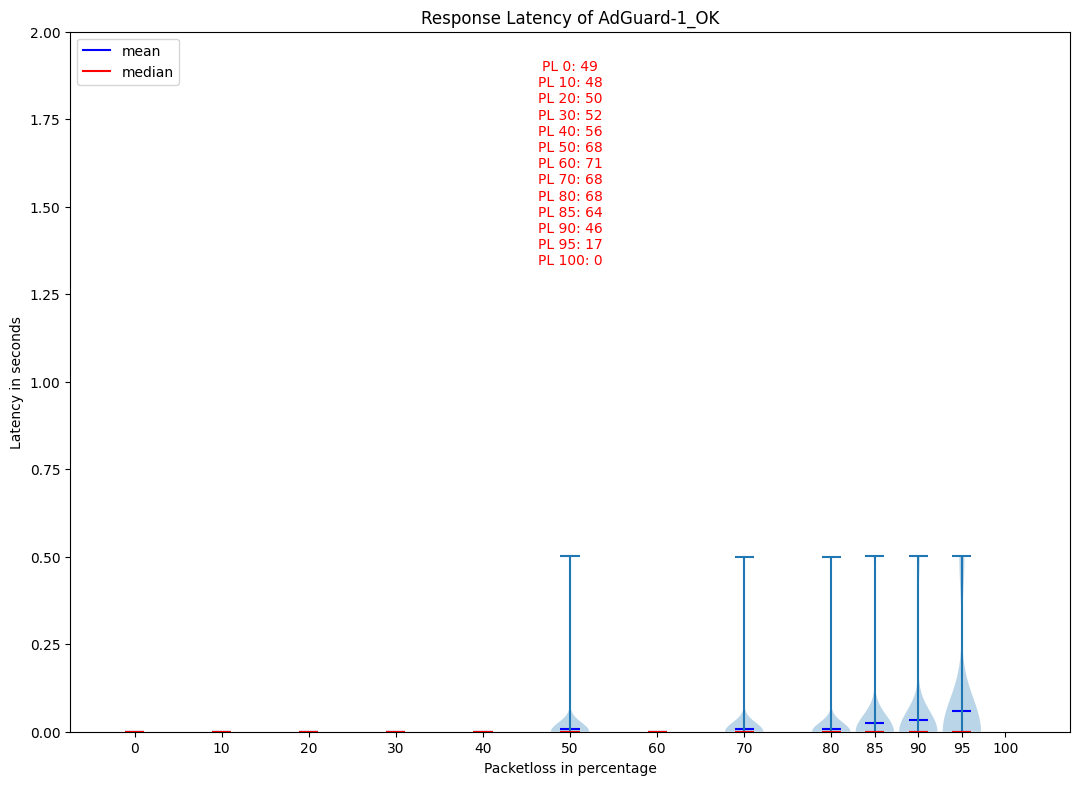 Response Latency of AdGuard-1_OK
2.00
mean
median
PL 0: 49
PL 10: 48
PL 20: 50
PL 30: 52
PL 40: 56
PL 50: 68
PL 60: 71
PL 70: 68
PL 80: 68
PL 85: 64
PL 90: 46
PL 95: 17
PL 100: 0
1.75
1.50
1.25
1.00
0.75
0.50
0.25
0.00
Latency in seconds
0 10 20 30 40 50 60 70 80 85 90 95 100
Packetloss in percentage